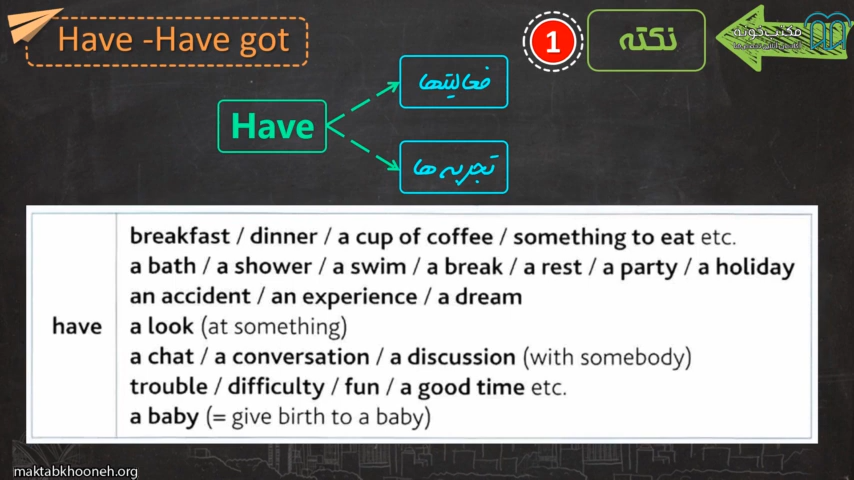 Have -Have got
1
نکته
مکتب‌خونه
فعالیتها
Have
تجربه ها
breakfast / dinner / a cup of coffee / something to eat etc.
a bath / a shower / a swim / a break / a rest / a party / a holiday
an accident / an experience / a dream
have
a look (at something)
a chat / a conversation / a discussion (with somebody)
trouble / difficulty / fun / a good time etc.
a baby (= give birth to a baby)
maktabkhooneh.org